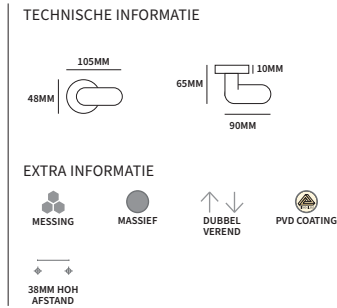 TECHNISCHE INFORMATIE
105MM
48MM
10MM
65MM
90MM
EXTRA INFORMATIE
MESSING
MASSIEF
DUBBEL
VEREND
PVD COATING
38MM HOH
AFSTAND